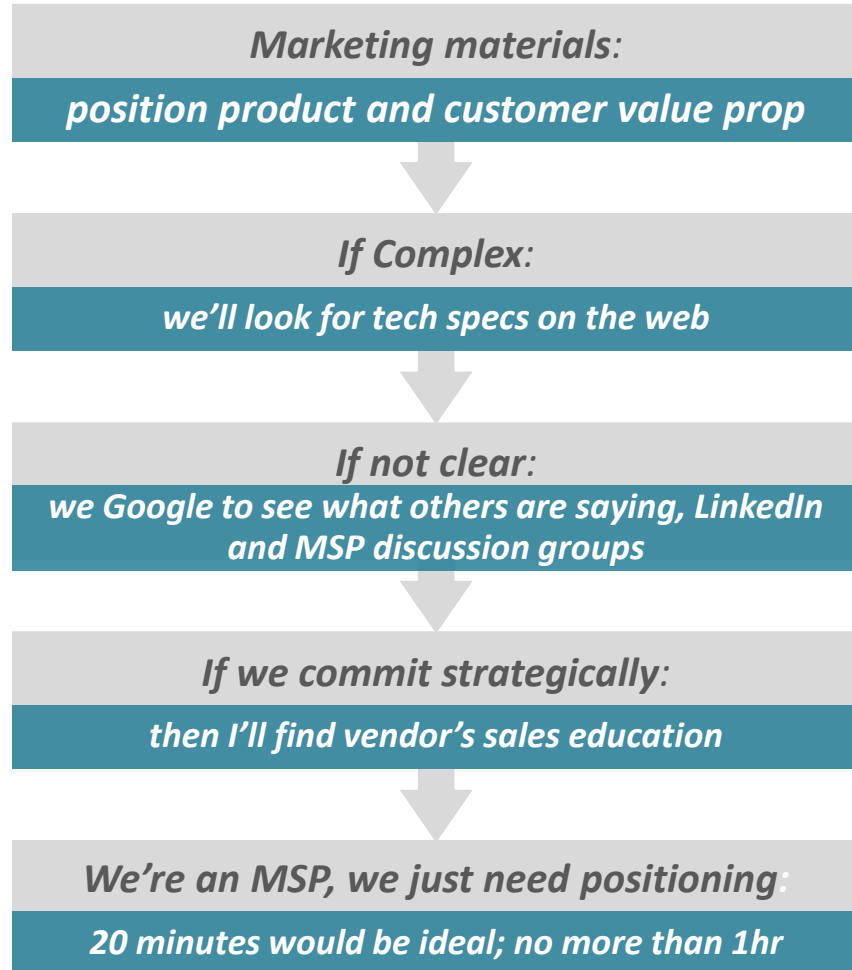 Marketing materials:
position product and customer value prop
If Complex:
we’ll look for tech specs on the web
If not clear:
we Google to see what others are saying, LinkedIn
and MSP discussion groups
If we commit strategically:
then I’ll find vendor’s sales education
We’re an MSP, we just need positioning:
20 minutes would be ideal; no more than 1hr